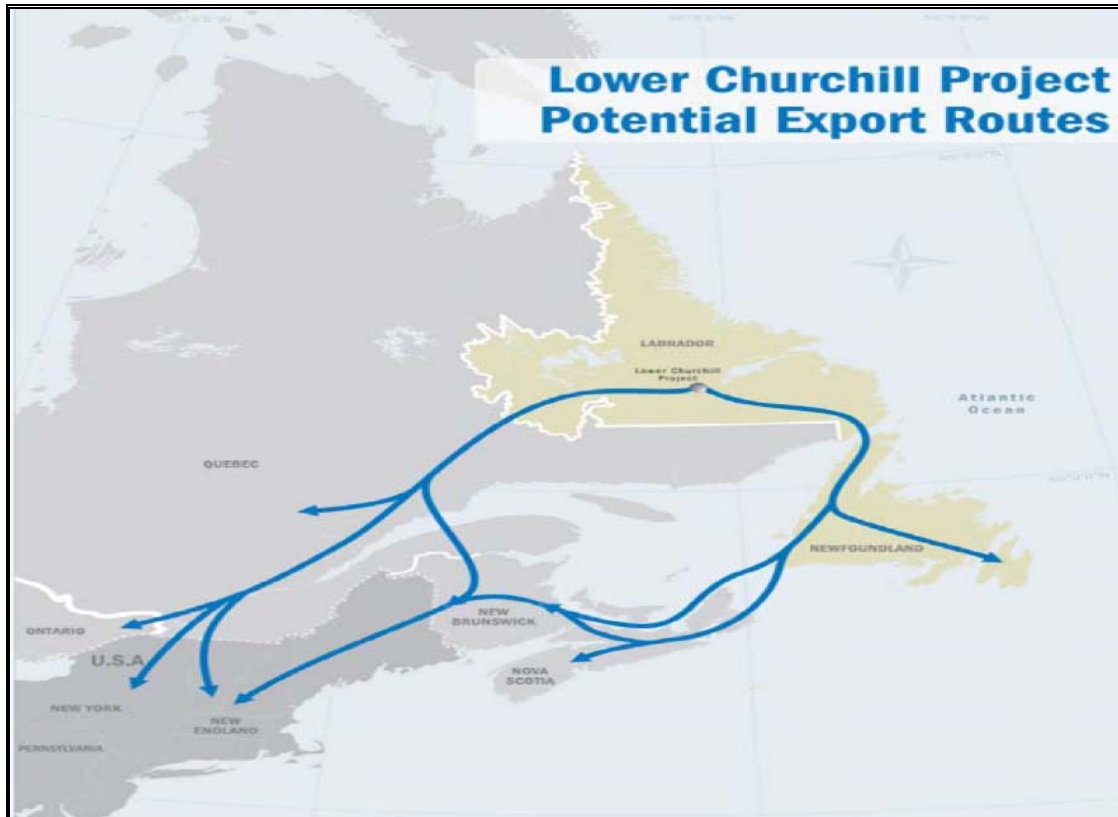 Lower Churchill Project
Potential Export Routes
LABRADOR
Lower Churchill
Project
Atlantic
Ocean
QUEBEC
NEWFOUNDLAND
NEW
BRUNSWICK
ONTARIO
U.S.A.
NOVA
SCOTIA
NEW YORK
NEW
ENGLAND
PENNSYLVANIA